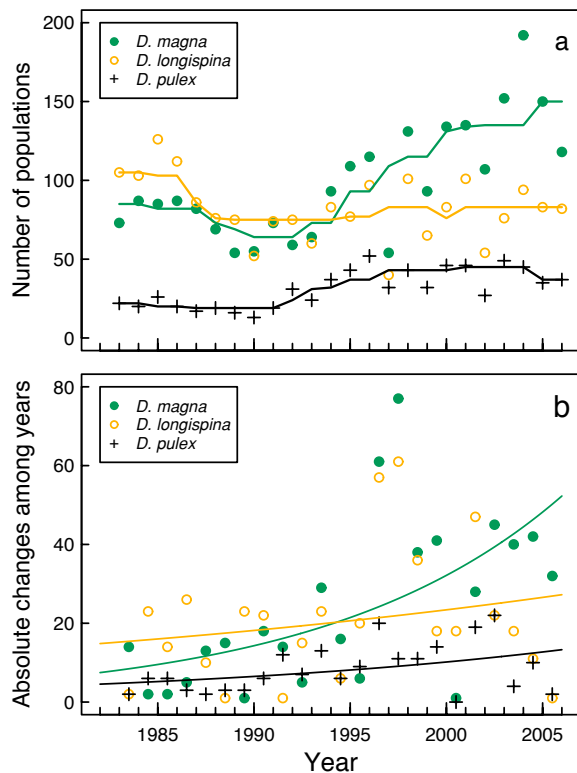 200
150
100
50
0
Number of populations
D. magna
D. longispina
D. pulex
a
80
60
40
20
0
Absolute changes among years
D. magna
D. longispina
D. pulex
b
1985 1990 1995 2000 2005
Year